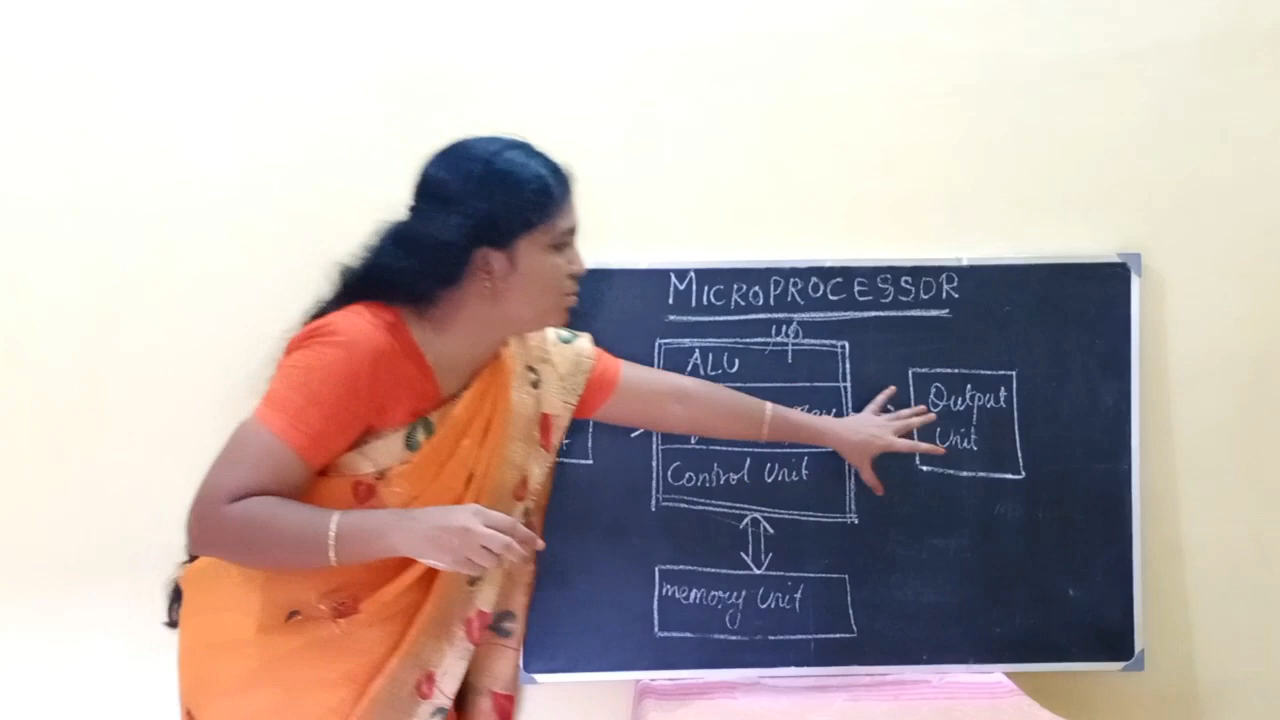 MICROPROCESSOR
μp
ALU
Control Unit
Output
Unit
memory Unit